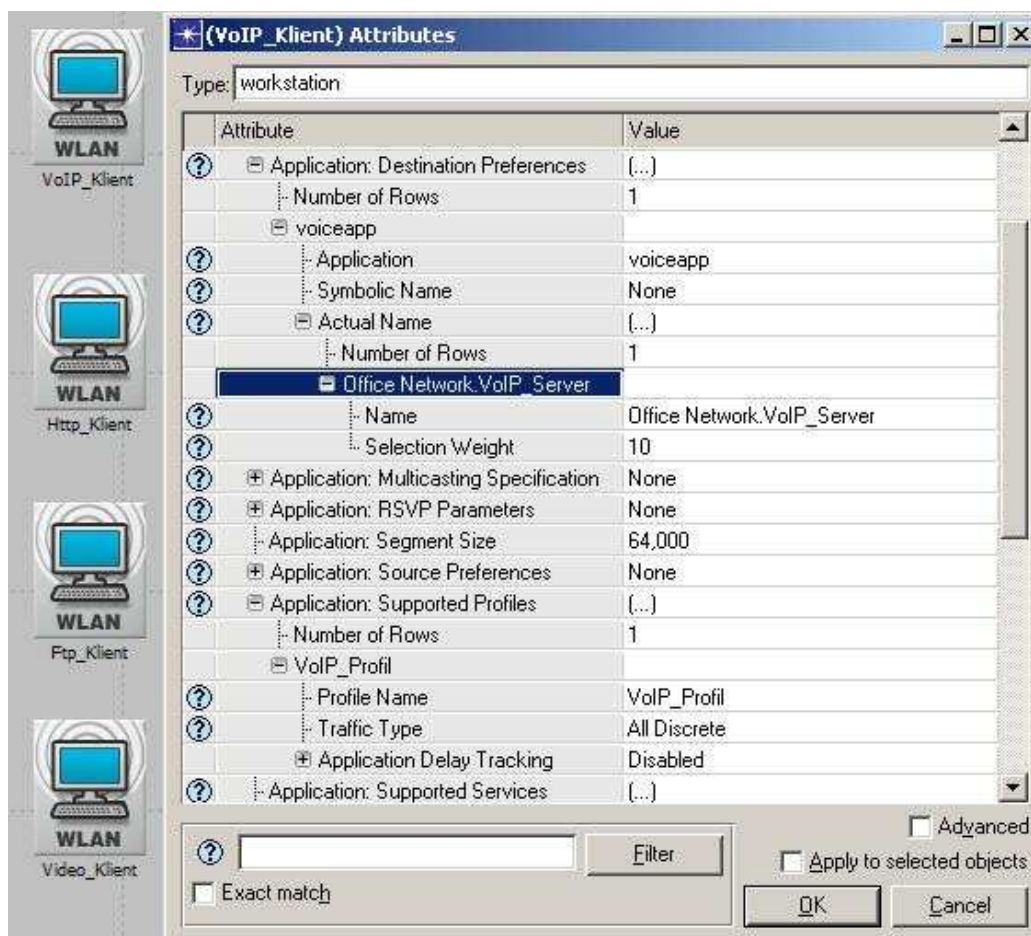 WLAN
VoIP_Klient
WLAN
Http_Klient
WLAN
Ftp_Klient
WLAN
Video_Klient
(VoIP_Klient) Attributes
Type: workstation
Attribute Value
Application: Destination Preferences (...)
Number of Rows 1
voiceapp
Application voiceapp
Symbolic Name None
Actual Name (...)
Number of Rows 1
Office Network.VoIP_Server
Name Office Network.VoIP_Server
Selection Weight 10
Application: Multicasting Specification None
Application: RSVP Parameters None
Application: Segment Size 64,000
Application: Source Preferences None
Application: Supported Profiles (...)
Number of Rows 1
VoIP_Profil
Profile Name VoIP_Profil
Traffic Type All Discrete
Application Delay Tracking Disabled
Application: Supported Services (...)
Advanced
Filter
Apply to selected objects
Exact match
OK Cancel